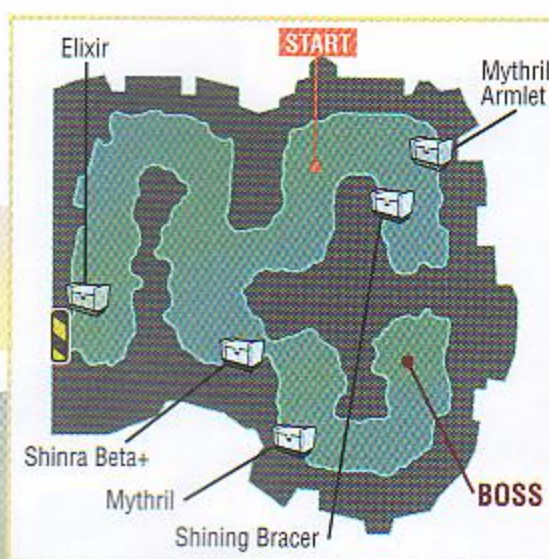 Elixir
START
Mythril
Armlet
Shinra Beta+
Mythril
Shining Bracer
BOSS